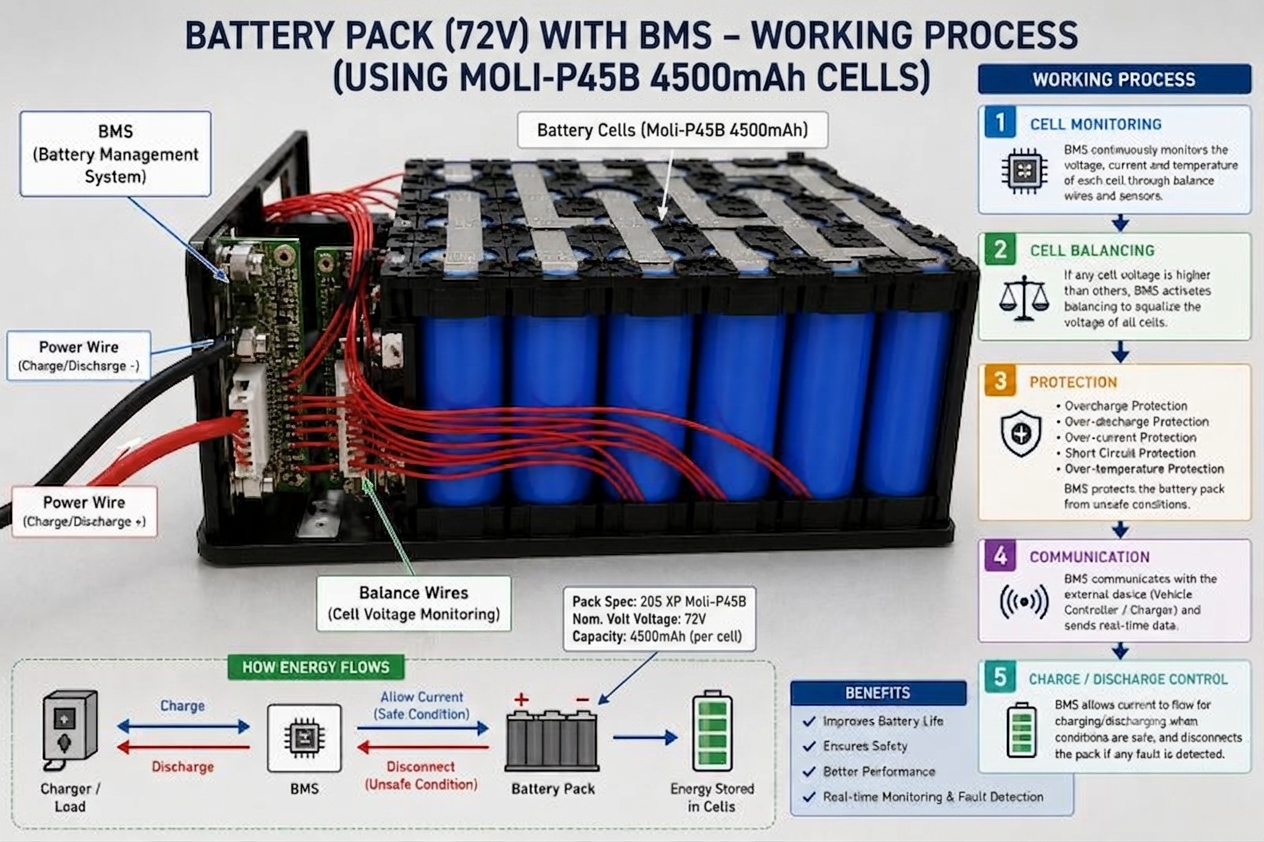 BATTERY PACK (72V) WITH BMS – WORKING PROCESS
(USING MOLI-P45B 4500mAh CELLS)
BMS
(Battery Management
System)
Battery Cells (Moli-P45B 4500mAh)
Power Wire
(Charge/Discharge -)
Power Wire
(Charge/Discharge +)
Balance Wires
(Cell Voltage Monitoring)
Pack Spec: 20S XP Moli-P45B
Nom. Volt Voltage: 72V
Capacity: 4500mAh (per cell)
WORKING PROCESS
1 CELL MONITORING
BMS continuously monitors the
voltage, current and temperature
of each cell through balance
wires and sensors.
2 CELL BALANCING
If any cell voltage is higher
than others, BMS activates
balancing to squalize the
voltage of all cells.
3 PROTECTION
• Overcharge Protection
• Over-discharge Protection
• Over-current Protection
• Short Circuit Protection
• Over-temperature Protection
BMS protects the battery pack
from unsafe conditions.
4 COMMUNICATION
BMS communicates with the
external device (Vehicle
Controller / Charger) and
sends real-time data.
5 CHARGE / DISCHARGE CONTROL
BMS allows current to flow for
charging/discharging when
conditions are safe, and disconnects
the pack if any fault is detected.
HOW ENERGY FLOWS
Charge
Discharge
Allow Current
(Safe Condition)
Disconnect
(Unsafe Condition)
+ −
Charger /
Load
BMS
Battery Pack
Energy Stored
in Cells
BENEFITS
✓ Improves Battery Life
✓ Ensures Safety
✓ Better Performance
✓ Real-time Monitoring & Fault Detection